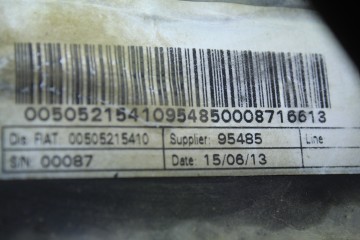 00505215410954850008716613
Dis. FIAT 00505215410 Supplier: 95485 Line:
S/N: 00087 Date: 15/06/13